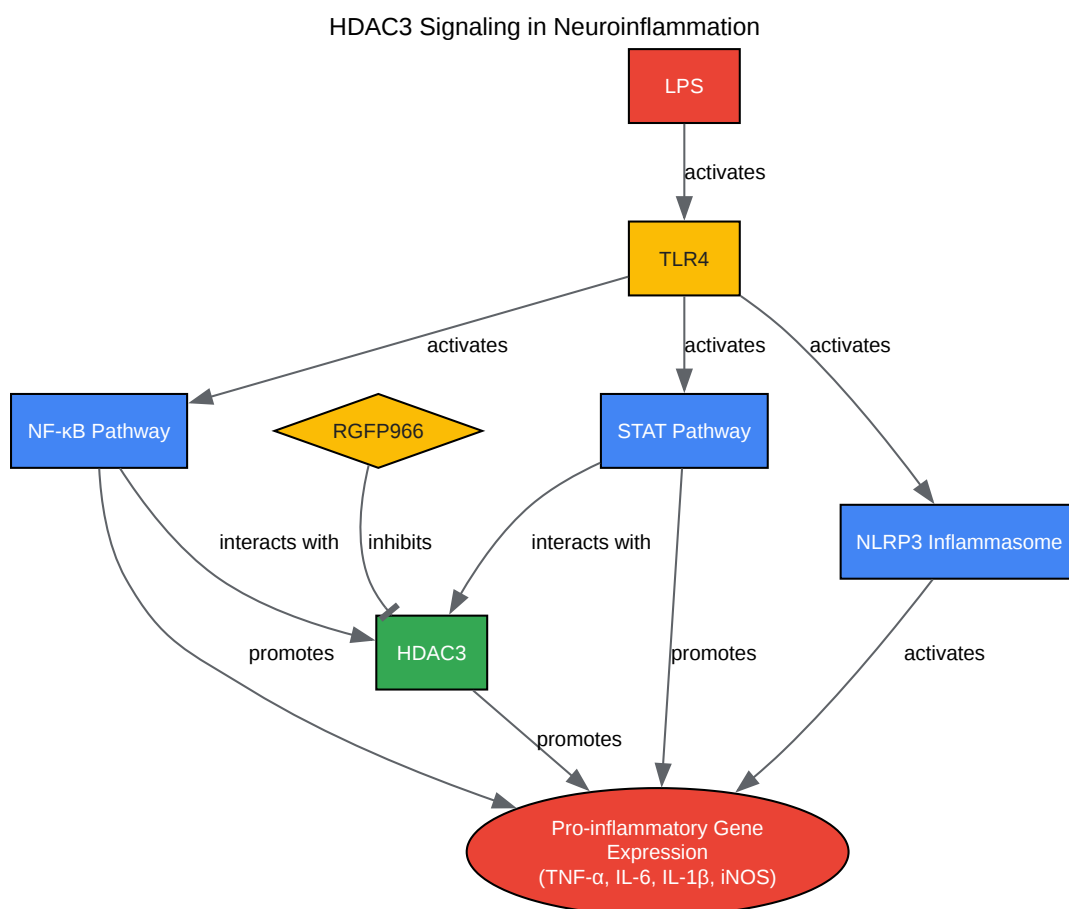 HDAC3 Signaling in Neuroinflammation
LPS
activates
TLR4
activates
activates
activates
NF-κB Pathway
RGFP966
STAT Pathway
NLRP3 Inflammasome
interacts with
inhibits
interacts with
HDAC3
promotes
promotes
activates
promotes
Pro-inflammatory Gene
Expression
(TNF-α, IL-6, IL-1β, iNOS)